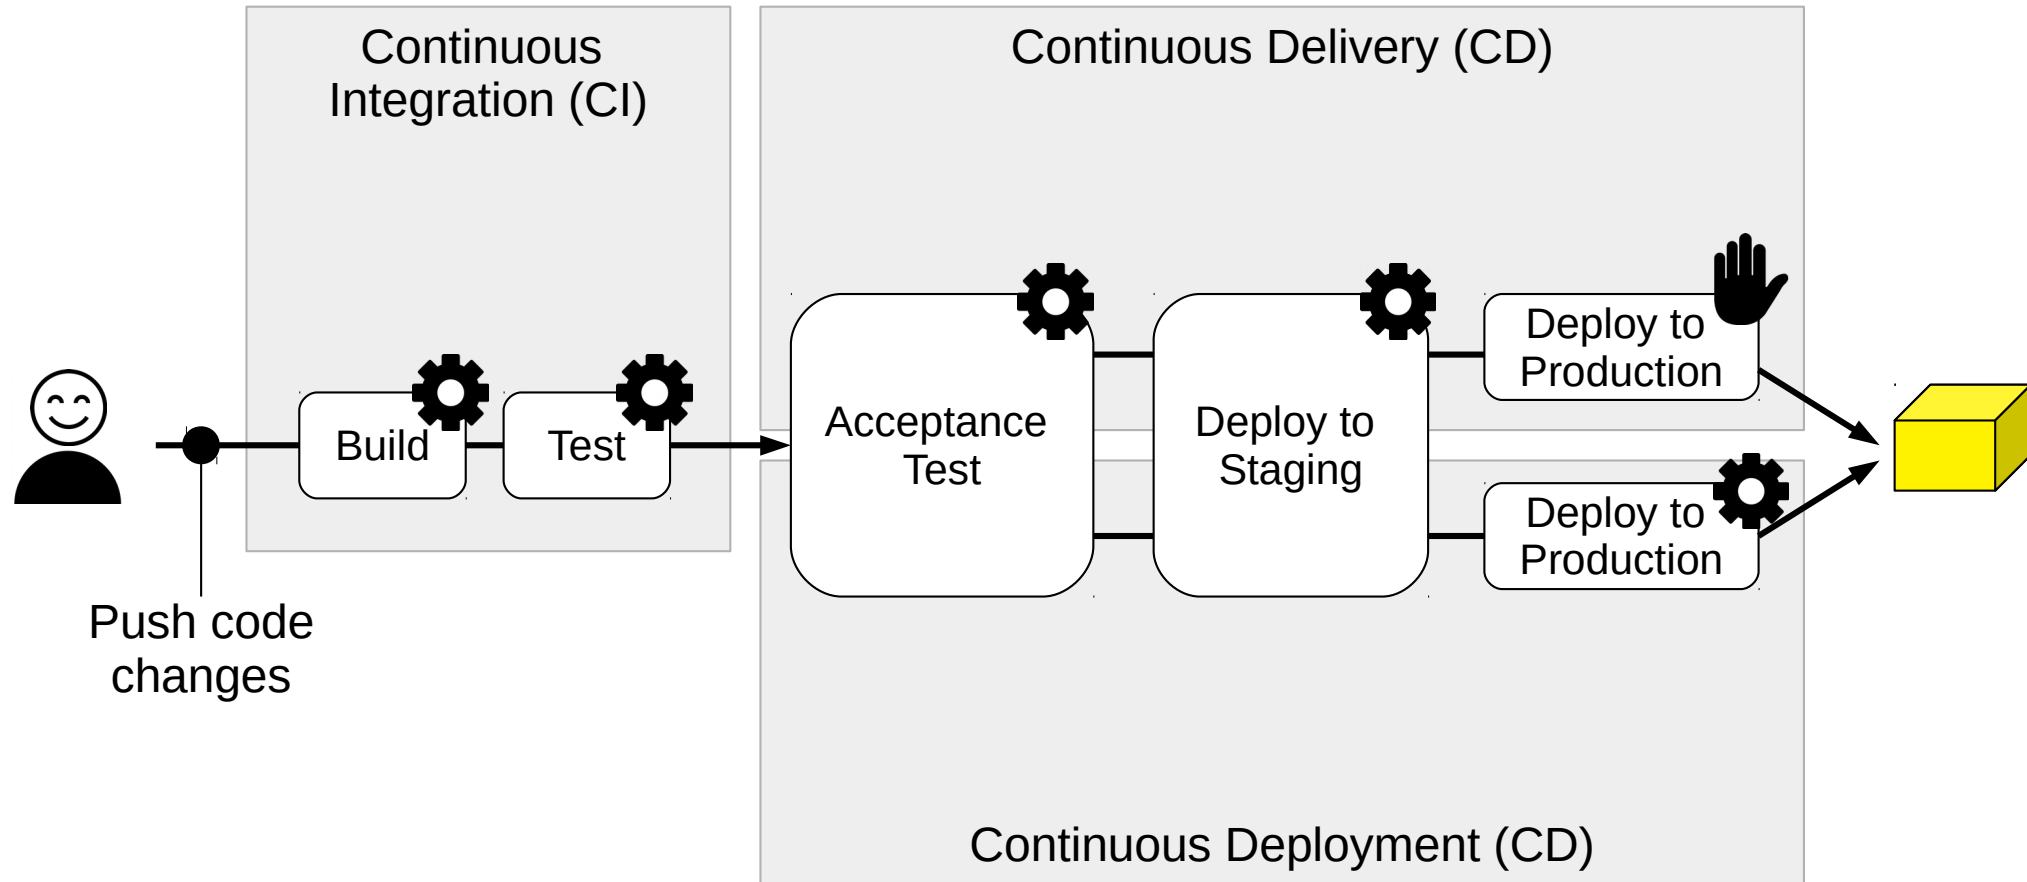 Continuous
Integration (CI)
Continuous Delivery (CD)
Build
Test
Acceptance
Test
Deploy to
Staging
Deploy to
Production
Deploy to
Production
Push code
changes
Continuous Deployment (CD)